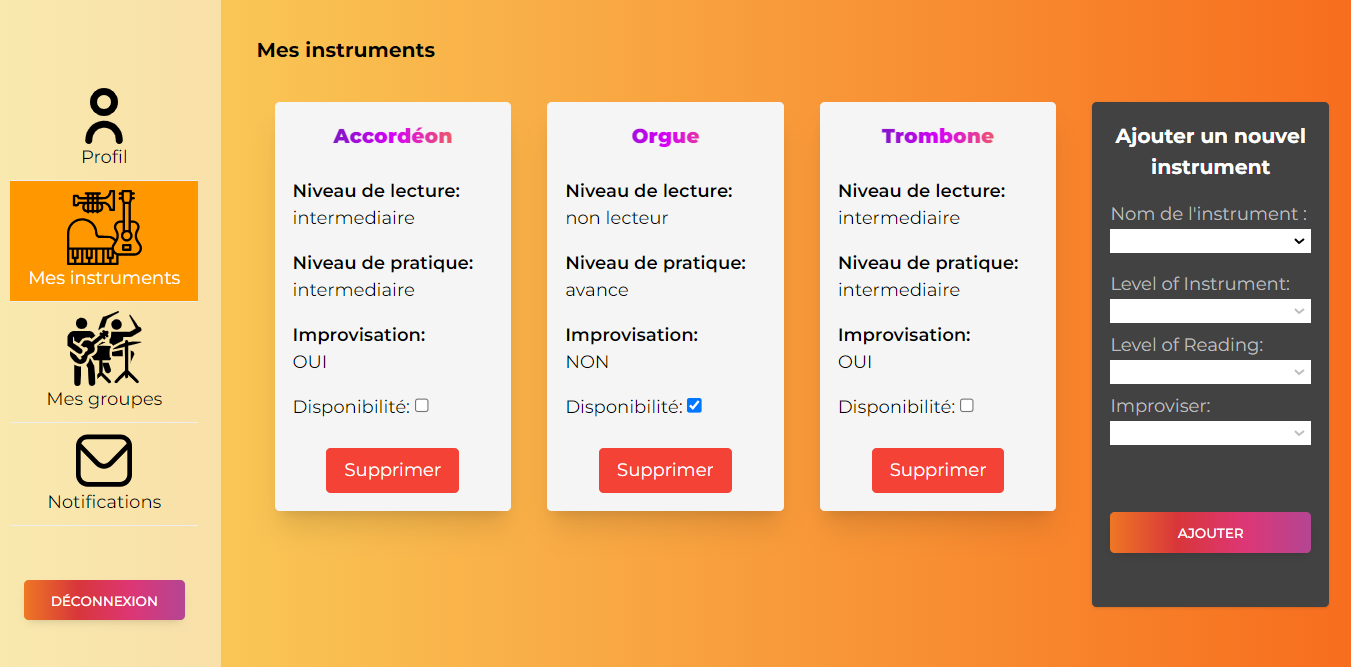 Profil
Mes instruments
Mes groupes
Notifications
DÉCONNEXION
Mes instruments
Accordéon
Niveau de lecture:
intermediaire
Niveau de pratique:
intermediaire
Improvisation:
OUI
Disponibilité:
Supprimer
Orgue
Niveau de lecture:
non lecteur
Niveau de pratique:
avance
Improvisation:
NON
Disponibilité:
Supprimer
Trombone
Niveau de lecture:
intermediaire
Niveau de pratique:
intermediaire
Improvisation:
OUI
Disponibilité:
Supprimer
Ajouter un nouvel
instrument
Nom de l'instrument :
Level of Instrument:
Level of Reading:
Improviser:
AJOUTER